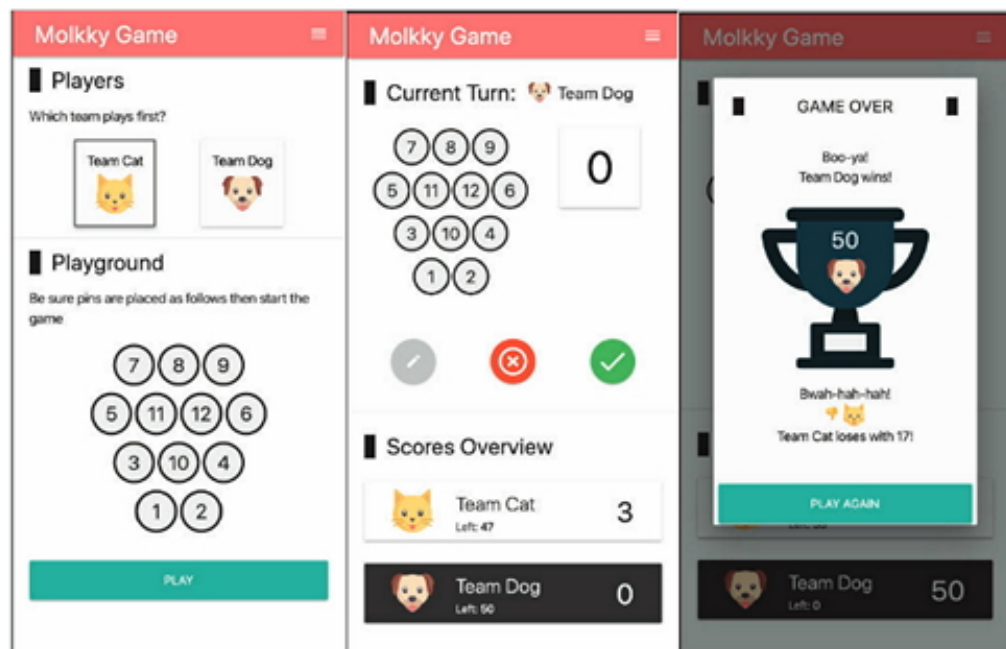 Molkky Game
Players
Which team plays first?
Team Cat
Team Dog
Playground
Be sure pins are placed as follows then start the
game
7 8 9
5 11 12 6
3 10 4
1 2
PLAY
Molkky Game
Current Turn: Team Dog
7 8 9
5 11 12 6
3 10 4
1 2
0
Scores Overview
Team Cat
Left: 47
3
Team Dog
Left: 50
0
Molkky Game
GAME OVER
Boo-ya!
Team Dog wins!
50
Bwah-hah-hah!
Team Cat loses with 17!
PLAY AGAIN
Team Dog
Left: 0
50